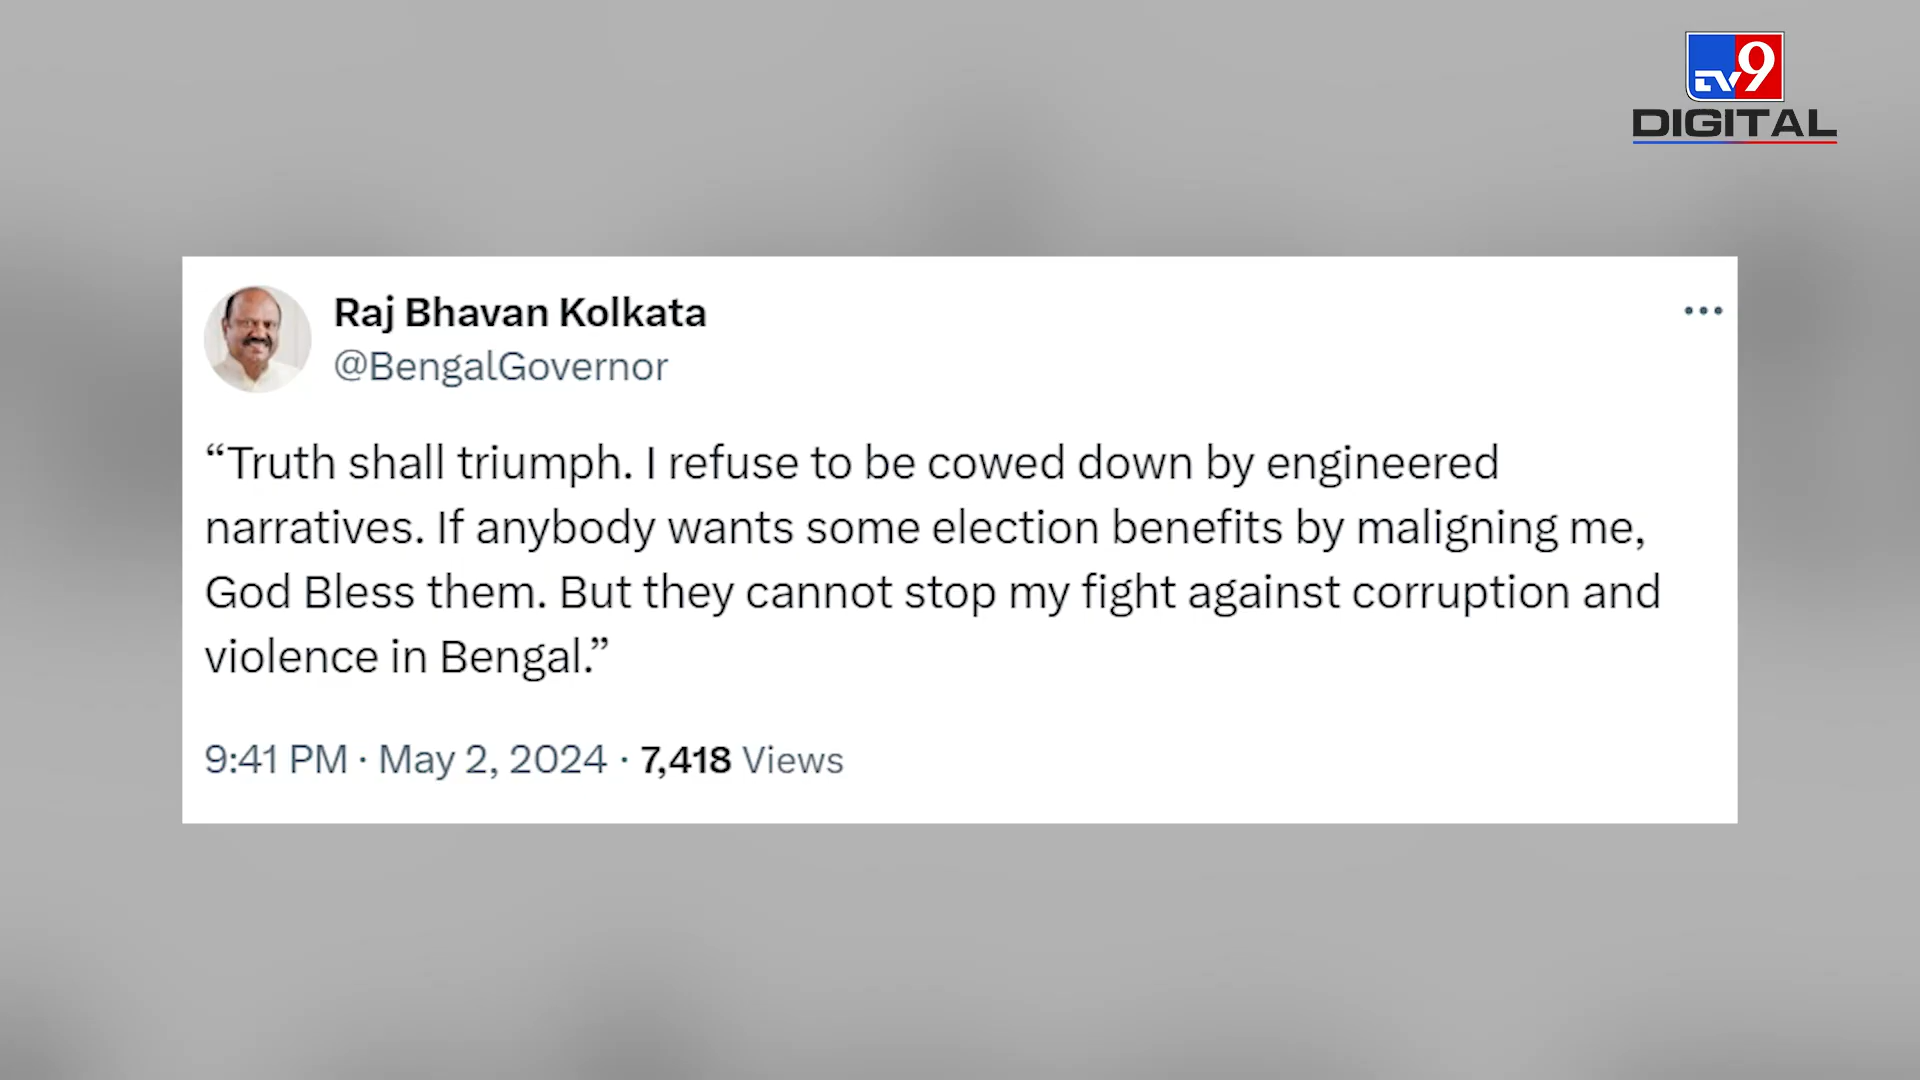 TV9
DIGITAL
Raj Bhavan Kolkata
@BengalGovernor
“Truth shall triumph. I refuse to be cowed down by engineered
narratives. If anybody wants some election benefits by maligning me,
God Bless them. But they cannot stop my fight against corruption and
violence in Bengal.”
9:41 PM · May 2, 2024 · 7,418 Views